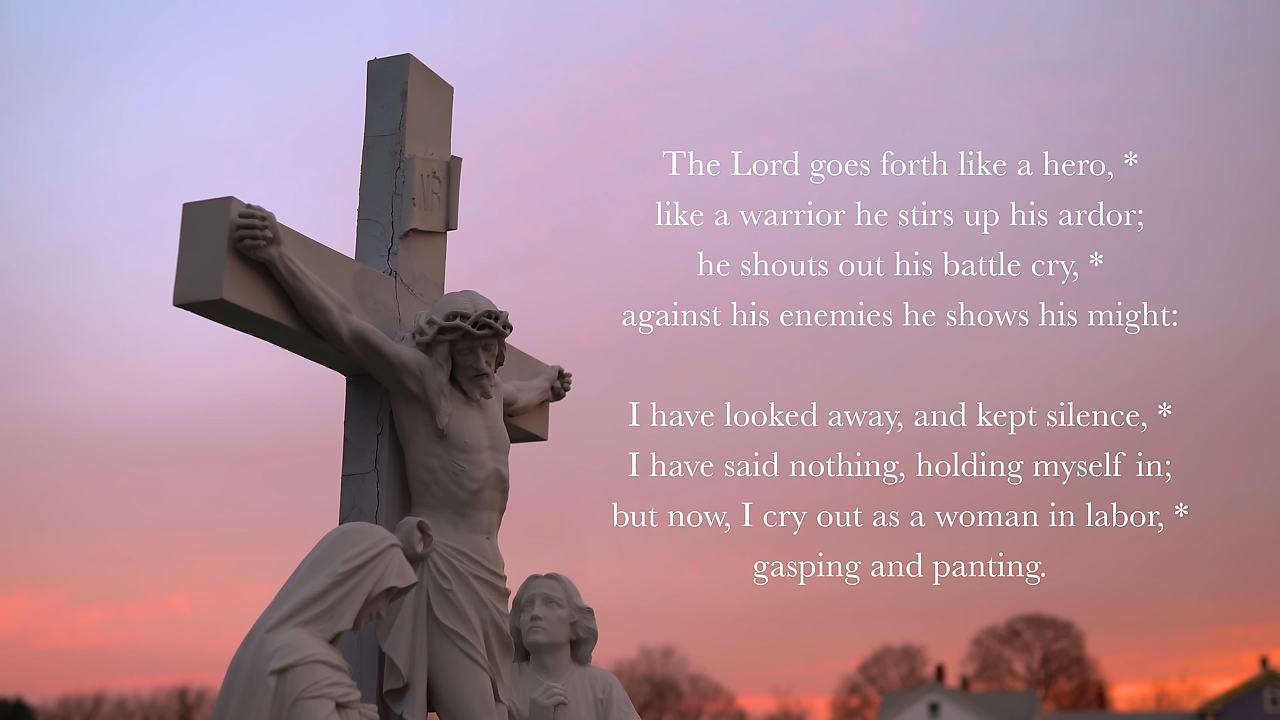 INRI
The Lord goes forth like a hero, *
like a warrior he stirs up his ardor;
he shouts out his battle cry, *
against his enemies he shows his might:
I have looked away, and kept silence, *
I have said nothing, holding myself in;
but now, I cry out as a woman in labor, *
gasping and panting.